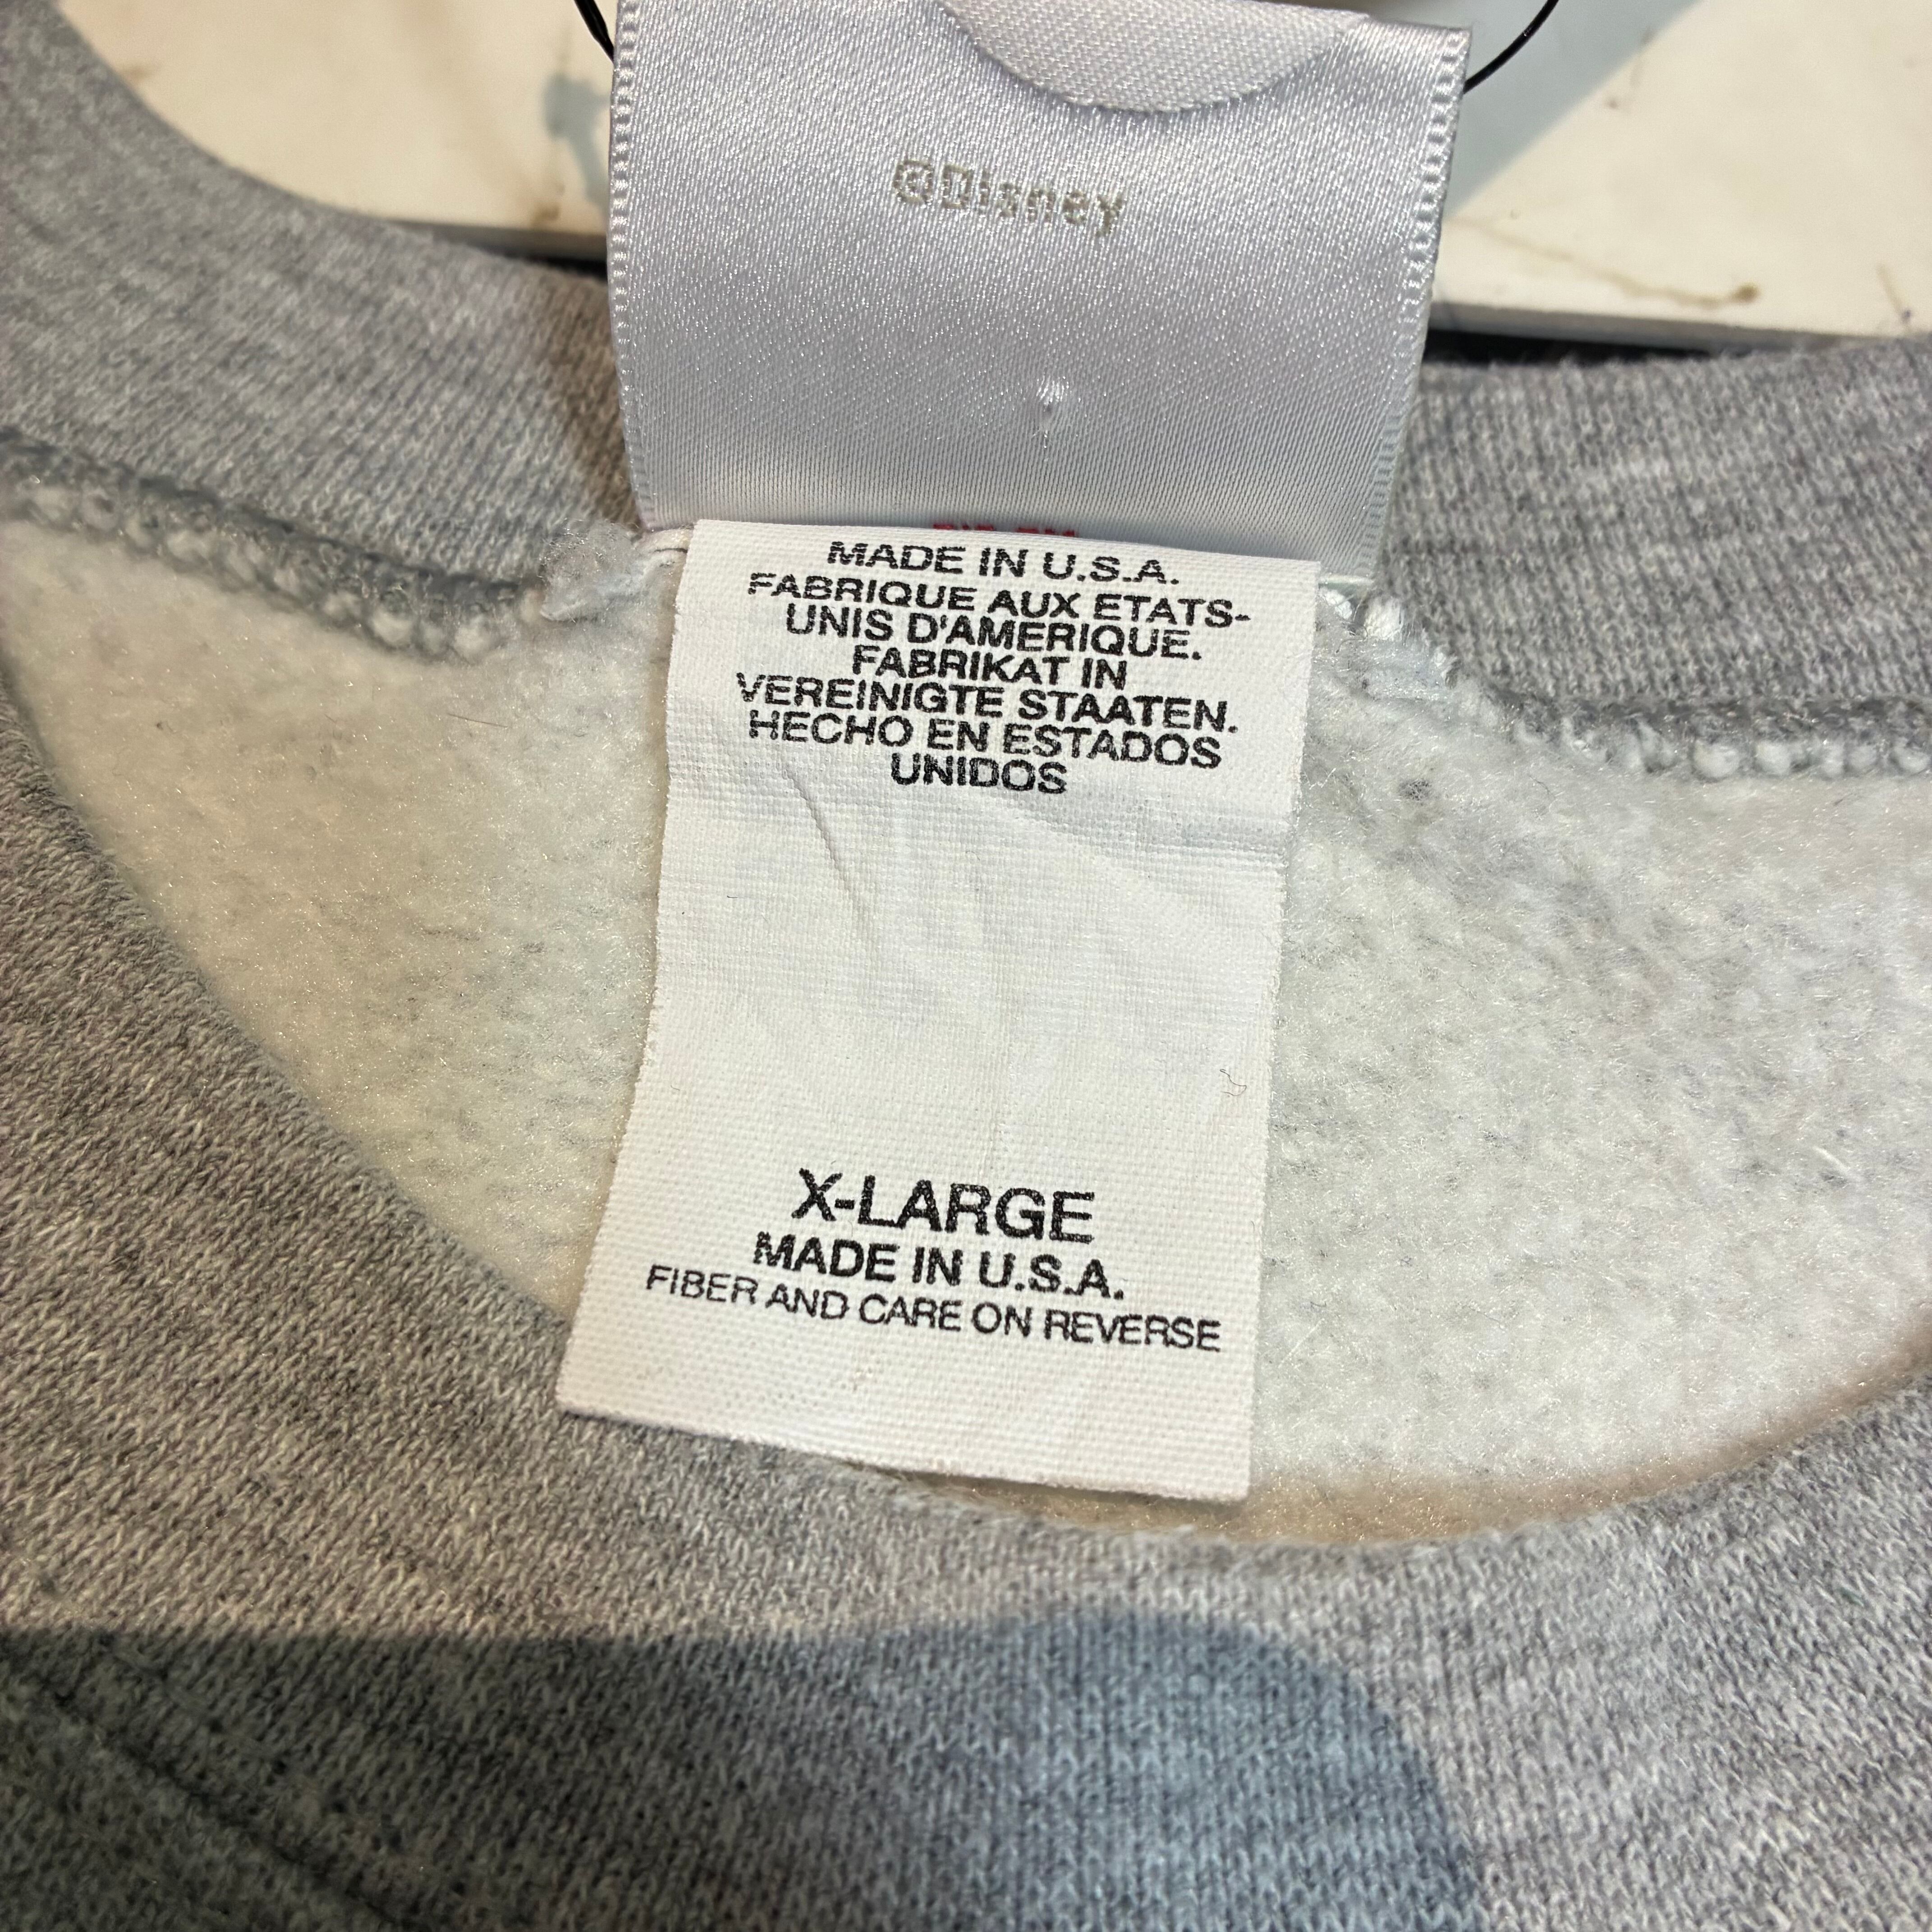 ©Disney
MADE IN U.S.A.
FABRIQUE AUX ETATS-
UNIS D'AMERIQUE.
FABRIKAT IN
VEREINIGTE STAATEN.
HECHO EN ESTADOS
UNIDOS
X-LARGE
MADE IN U.S.A.
FIBER AND CARE ON REVERSE